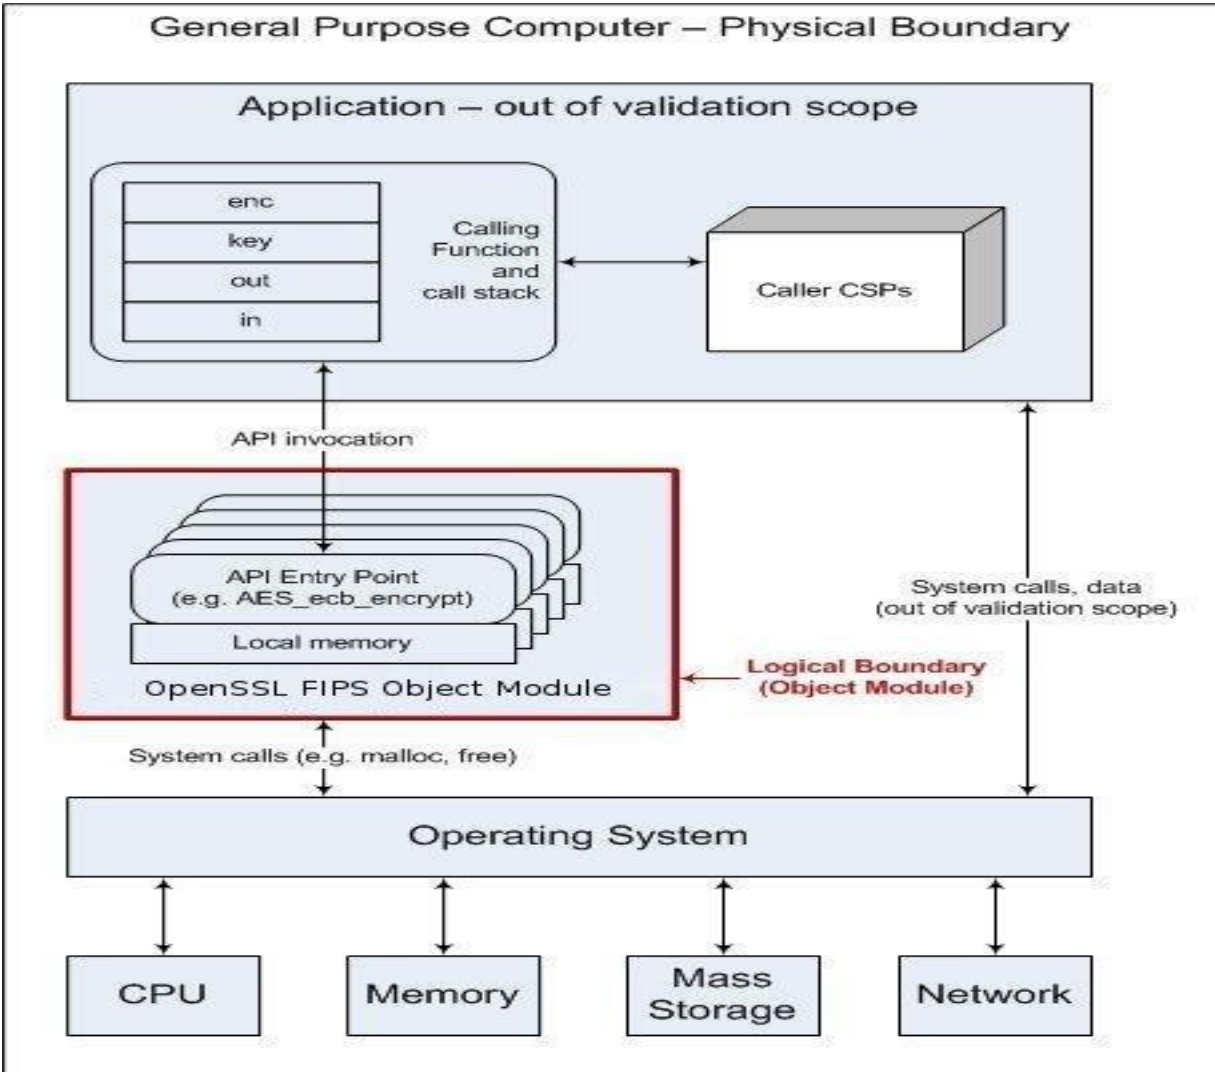 General Purpose Computer – Physical Boundary
Application – out of validation scope
enc
key
out
in
Calling
Function
and
call stack
Caller CSPs
API invocation
API Entry Point
(e.g. AES_ecb_encrypt)
Local memory
OpenSSL FIPS Object Module
System calls, data
(out of validation scope)
Logical Boundary
(Object Module)
System calls (e.g. malloc, free)
Operating System
CPU
Memory
Mass
Storage
Network